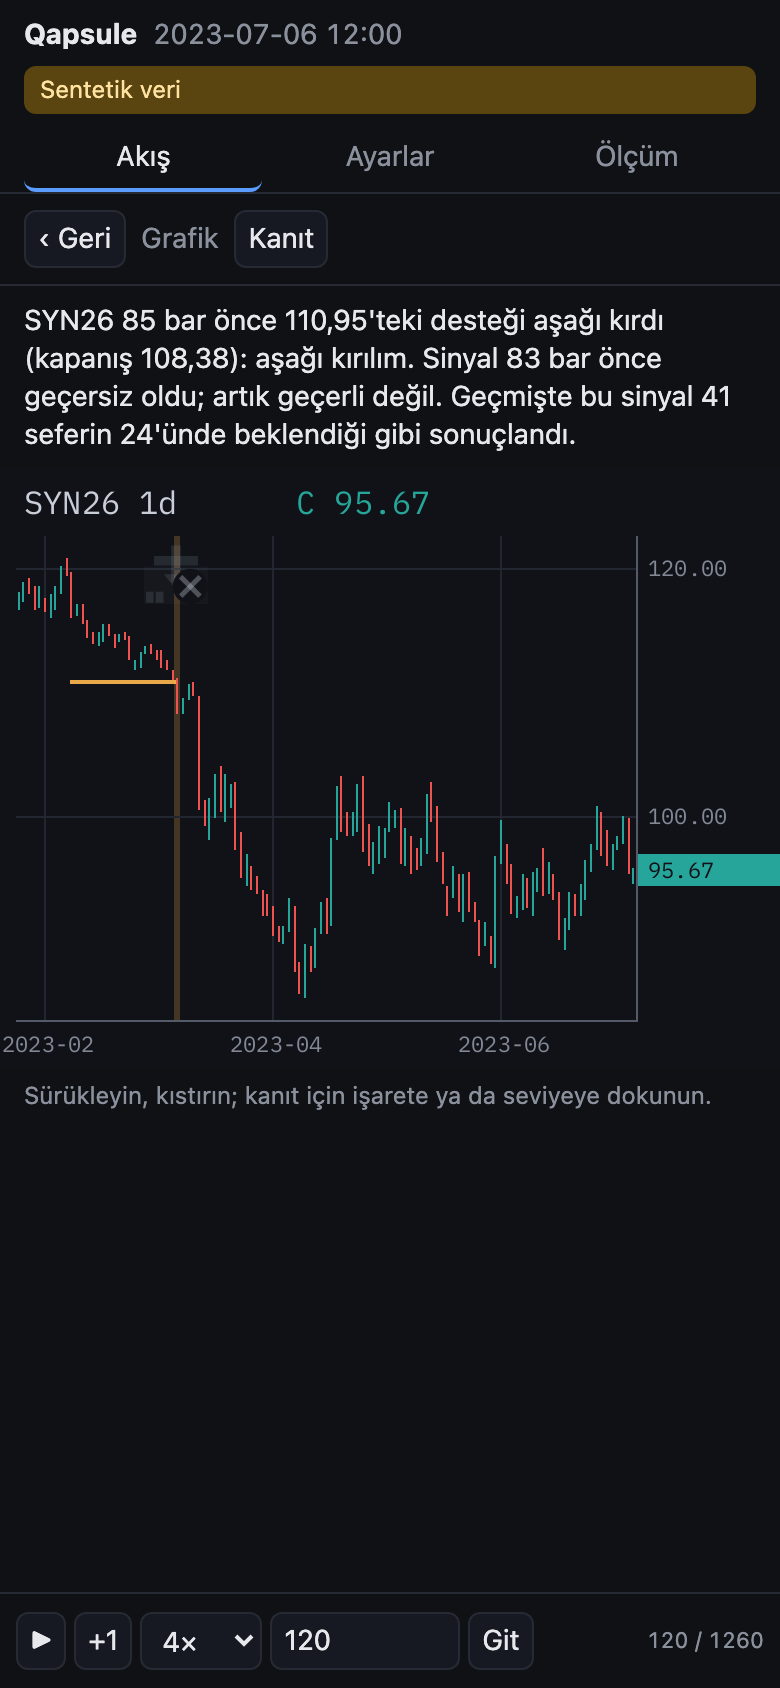 Qapsule 2023-07-06 12:00
Sentetik veri
Akış Ayarlar Ölçüm
‹ Geri Grafik Kanıt
SYN26 85 bar önce 110,95'teki desteği aşağı kırdı
(kapanış 108,38): aşağı kırılım. Sinyal 83 bar önce
geçersiz oldu; artık geçerli değil. Geçmişte bu sinyal 41
seferin 24'ünde beklendiği gibi sonuçlandı.
SYN26 1d C 95.67
120.00
100.00
95.67
2023-02 2023-04 2023-06
Sürükleyin, kıstırın; kanıt için işarete ya da seviyeye dokunun.
+1 4× 120 Git 120 / 1260